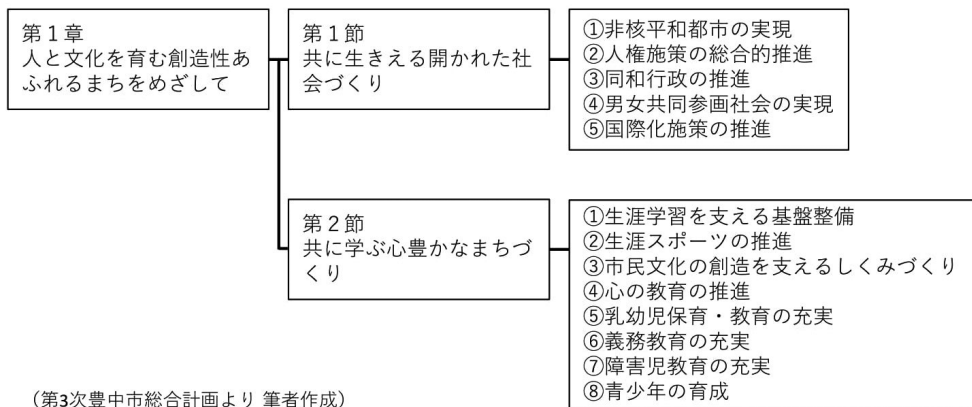 第１章
人と文化を育む創造性あ
ふれるまちをめざして
第１節
共に生きえる開かれた社
会づくり
①非核平和都市の実現
②人権施策の総合的推進
③同和行政の推進
④男女共同参画社会の実現
⑤国際化施策の推進
第２節
共に学ぶ心豊かなまちづ
くり
①生涯学習を支える基盤整備
②生涯スポーツの推進
③市民文化の創造を支えるしくみづくり
④心の教育の推進
⑤乳幼児保育・教育の充実
⑥義務教育の充実
⑦障害児教育の充実
⑧青少年の育成
（第3次豊中市総合計画より 筆者作成）